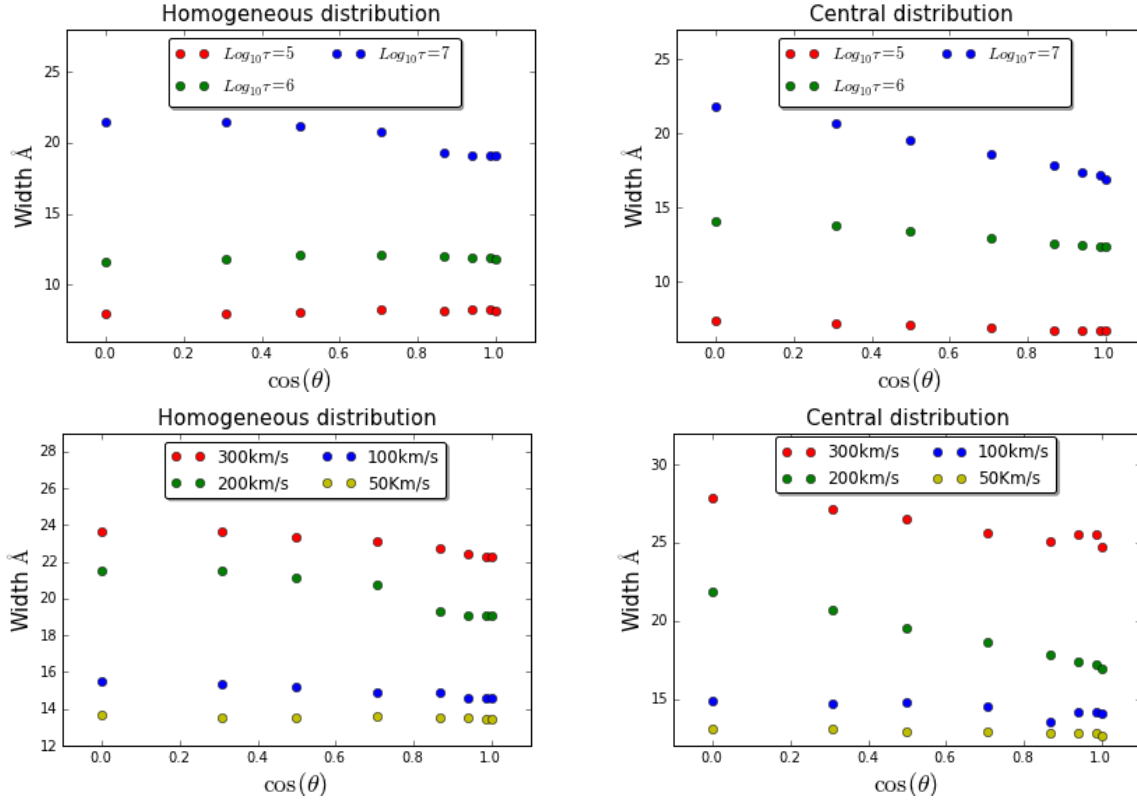 Homogeneous distribution
Log10τ=5
Log10τ=7
Log10τ=6
Width Å
25
20
15
10
0.0 0.2 0.4 0.6 0.8 1.0
cos(θ)
Central distribution
Log10τ=5
Log10τ=7
Log10τ=6
Width Å
25
20
15
10
0.0 0.2 0.4 0.6 0.8 1.0
cos(θ)
Homogeneous distribution
300km/s
100km/s
200km/s
50Km/s
Width Å
28
26
24
22
20
18
16
14
12
0.0 0.2 0.4 0.6 0.8 1.0
cos(θ)
Central distribution
300km/s
100km/s
200km/s
50Km/s
Width Å
30
25
20
15
0.0 0.2 0.4 0.6 0.8 1.0
cos(θ)